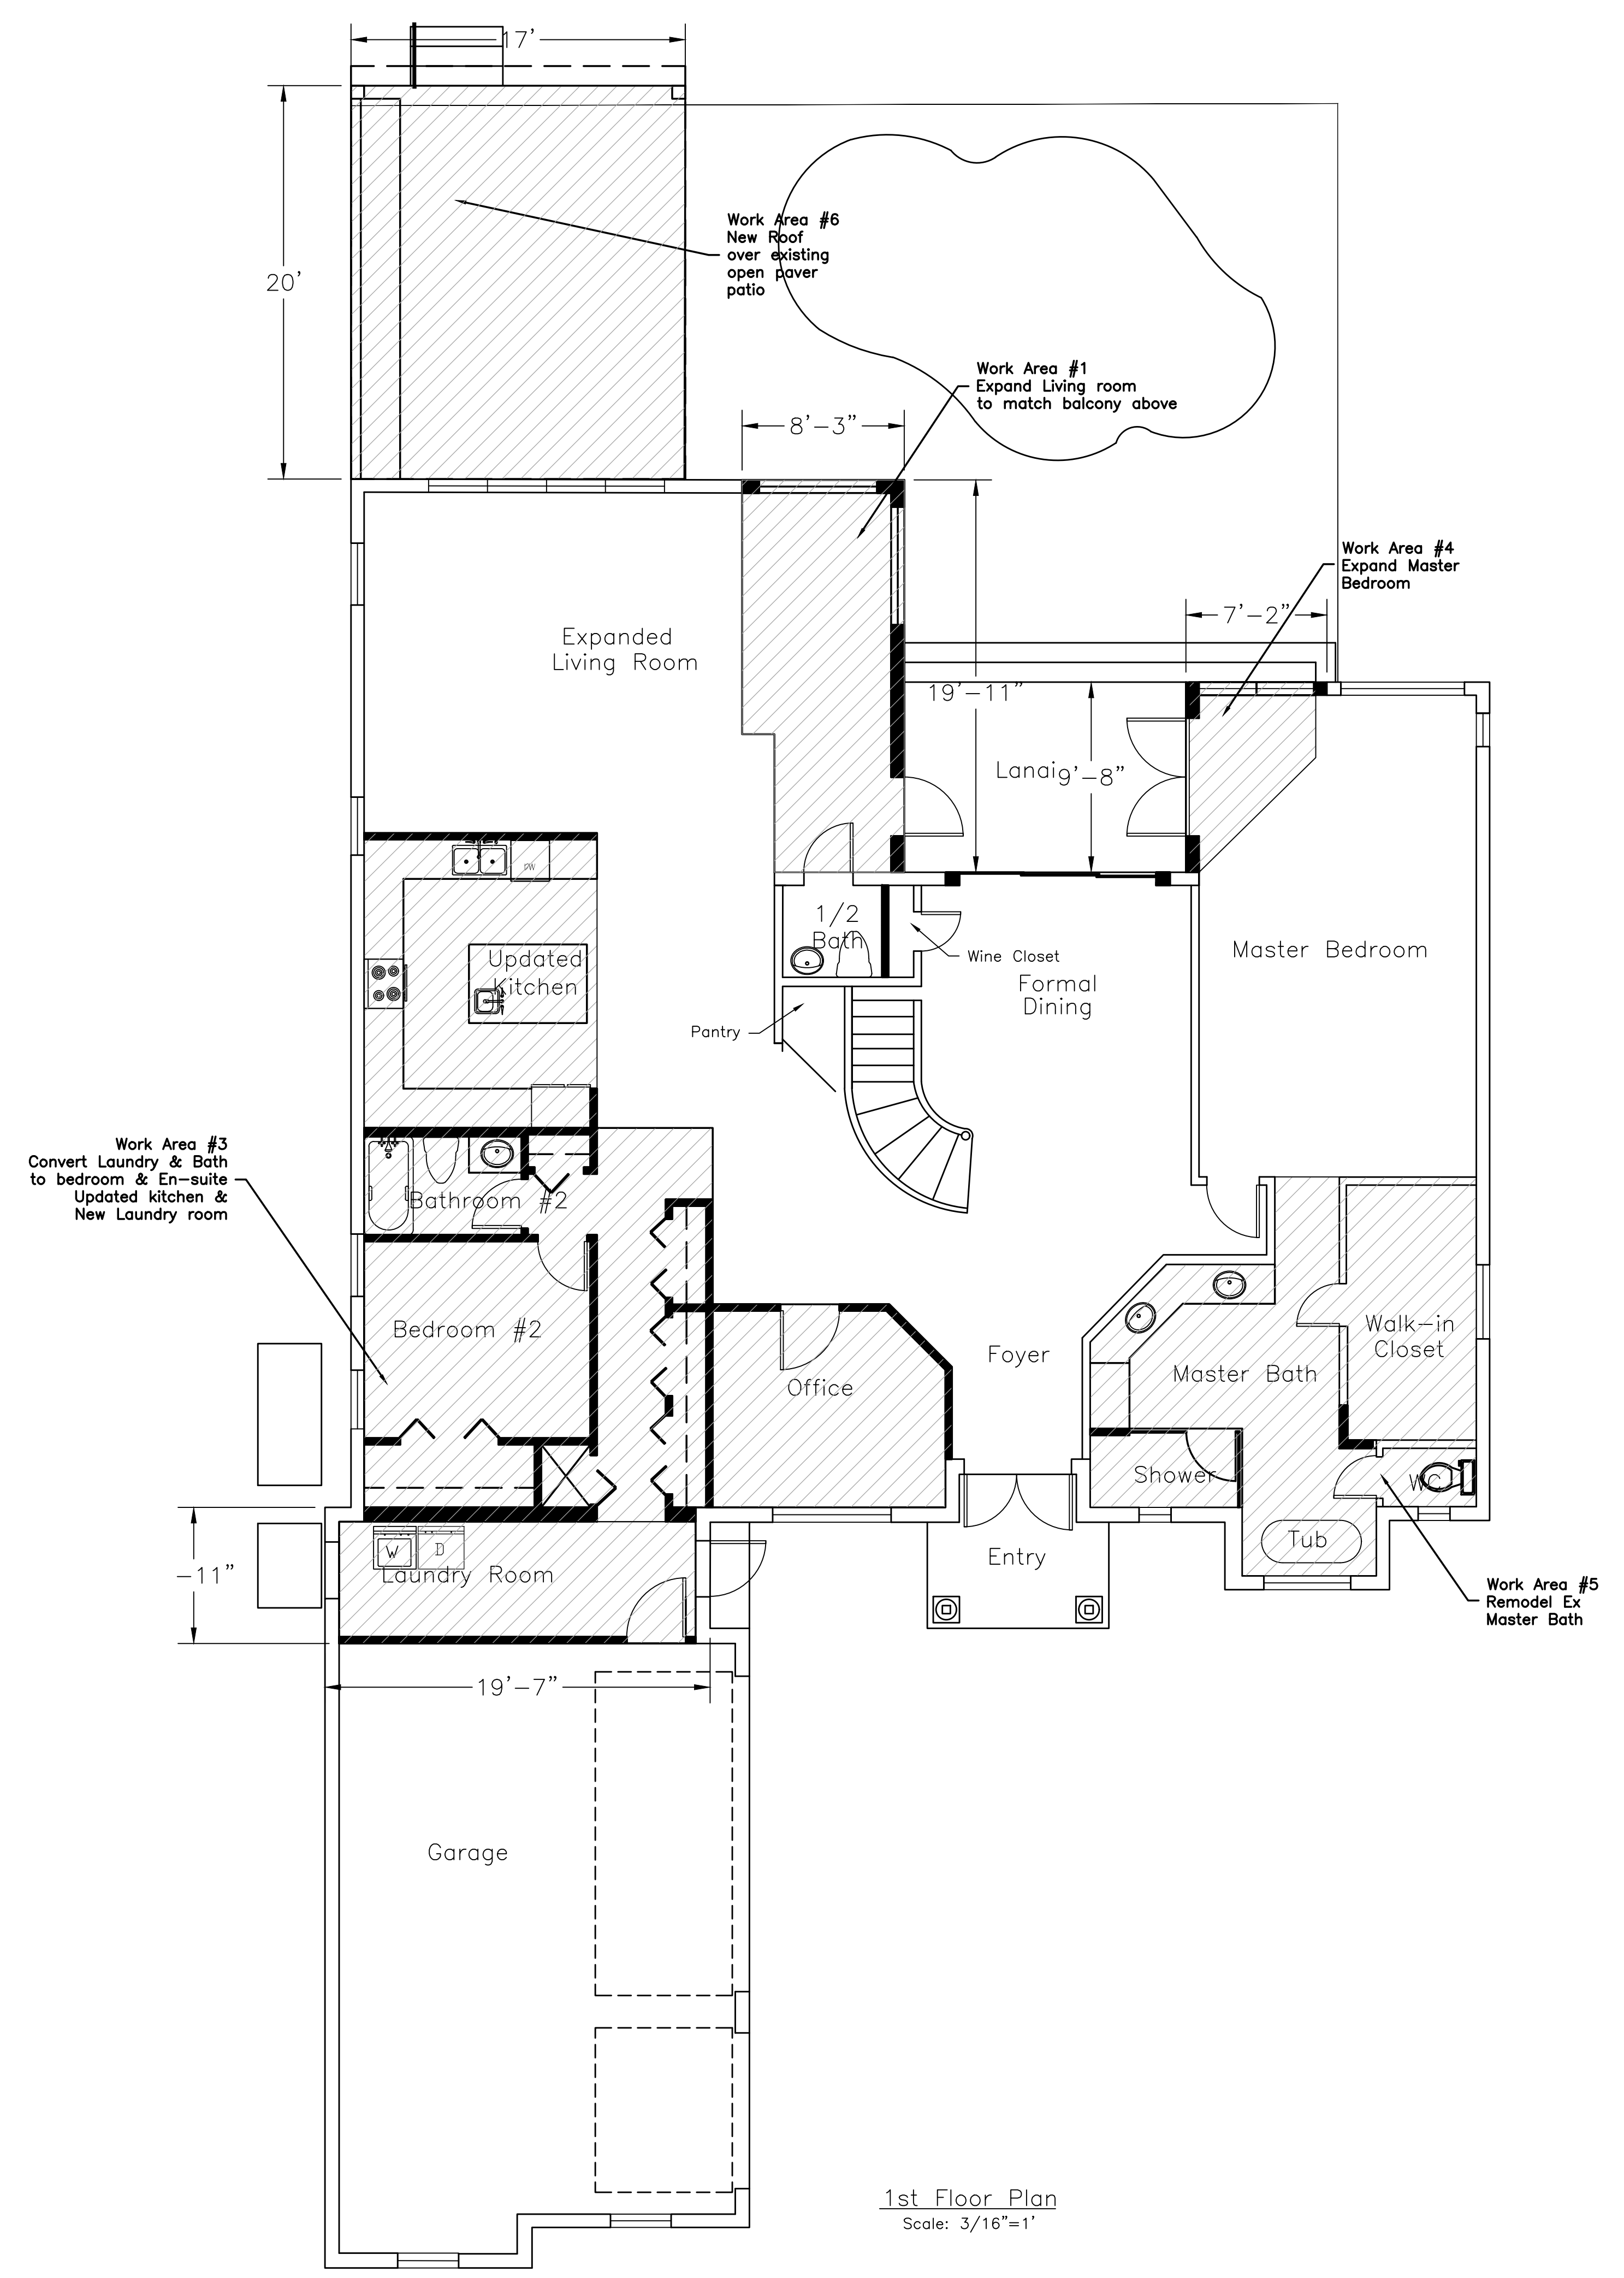 17'
20'
Work Area #6
New Roof
over existing
open paver
patio
Work Area #1
Expand Living room
to match balcony above
8'-3"
Work Area #4
Expand Master
Bedroom
7'-2"
Expanded
Living Room
19'-11"
Lanai
9'-8"
DW
1/2
Bath
Wine Closet
Master Bedroom
Updated
Kitchen
Formal
Dining
Pantry
Work Area #3
Convert Laundry & Bath
to bedroom & En-suite
Updated kitchen &
New Laundry room
Bathroom #2
Bedroom #2
Office
Foyer
Master Bath
Walk-in
Closet
Shower
WC
Tub
Entry
W
D
Laundry Room
-11"
Work Area #5
Remodel Ex
Master Bath
19'-7"
Garage
1st Floor Plan
Scale: 3/16"=1'